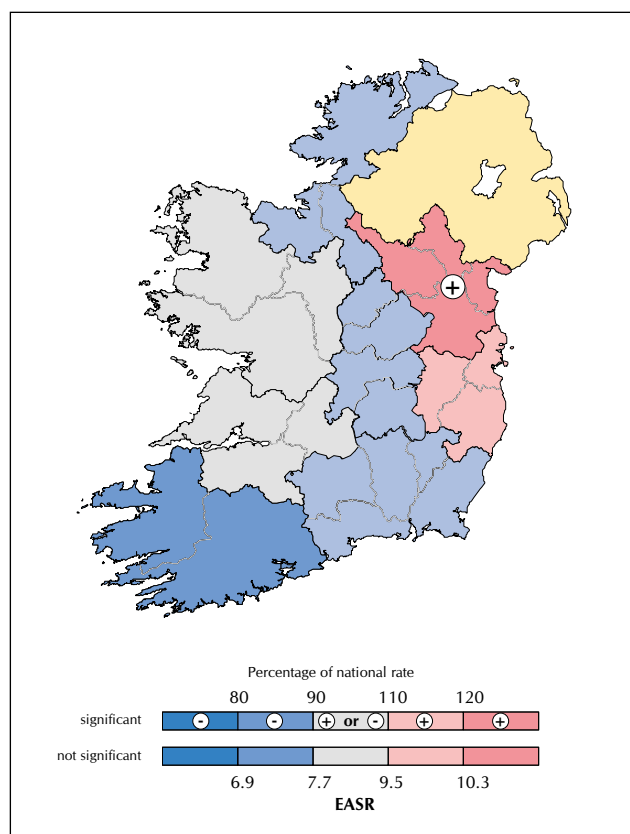 +
Percentage of national rate
80 90 110 120
significant - - + or - + +
not significant
6.9 7.7 9.5 10.3
EASR